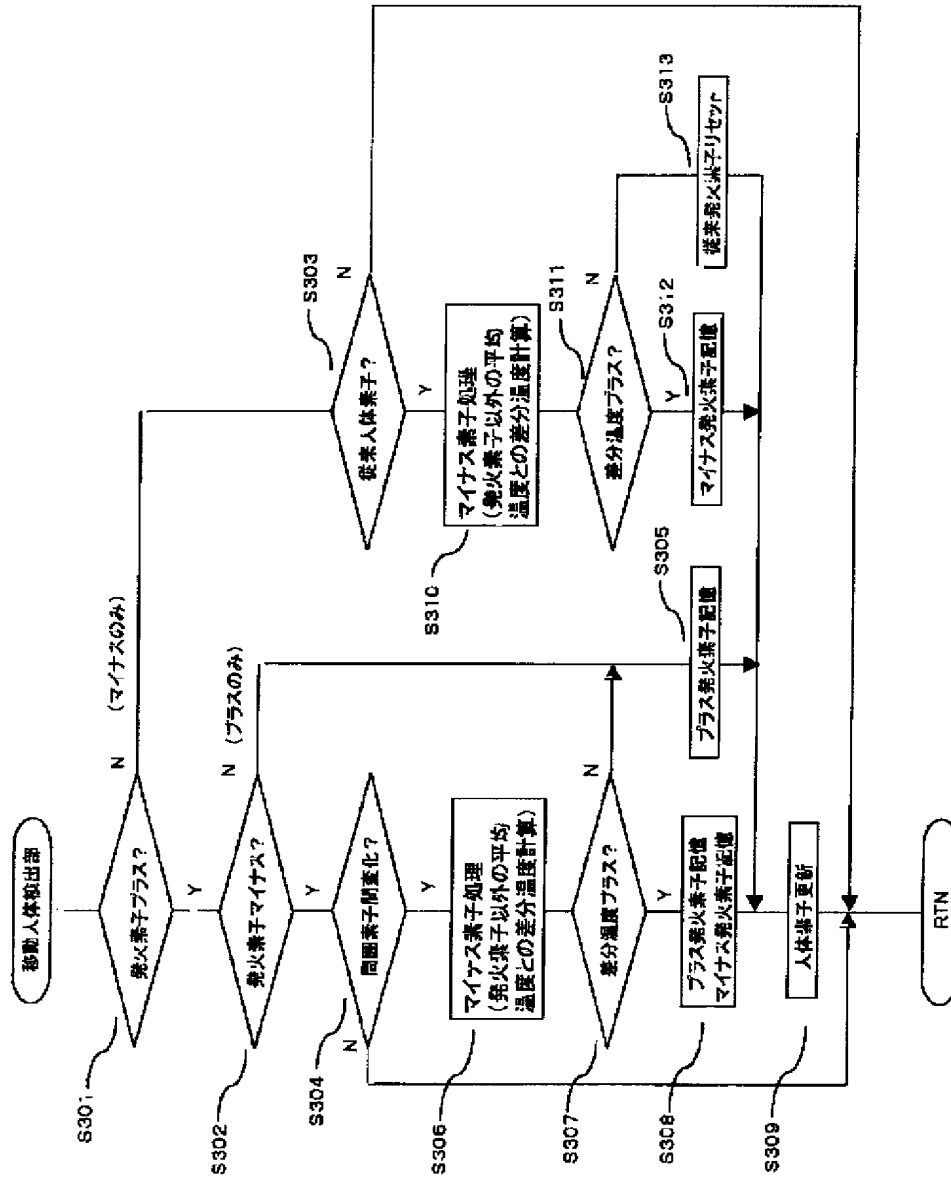 移動人体検出部
S301
発火素子プラス?
N
(マイナスのみ)
Y
S302
発火素子マイナス?
N
(プラスのみ)
Y
S303
従来人体素子?
N
Y
S304
周囲素子間変化?
N
Y
S306
マイナス素子処理
(発火素子以外の平均
温度との差分温度計算)
S310
マイナス素子処理
(発火素子以外の平均
温度との差分温度計算)
S307
差分温度プラス?
N
Y
S311
差分温度プラス?
N
Y
S308
プラス発火素子記憶
マイナス発火素子記憶
S305
プラス発火素子記憶
S312
マイナス発火素子記憶
S313
従来発火素子リセット
S309
人体素子更新
RTN